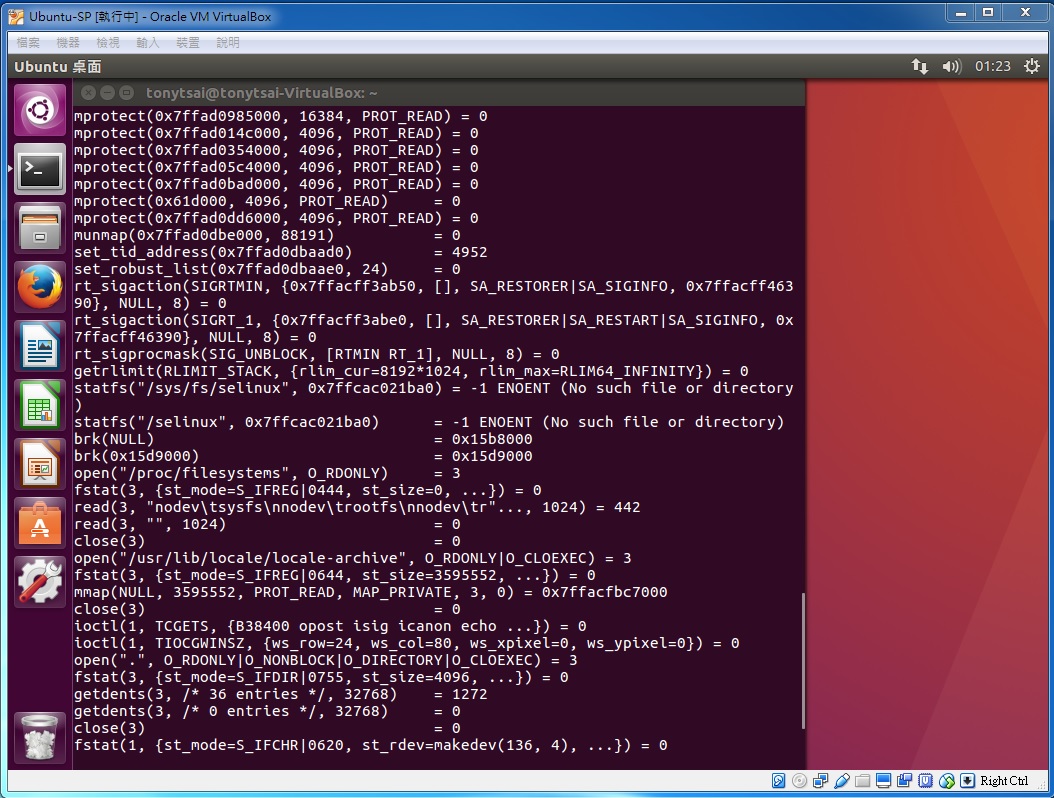 Ubuntu-SP [執行中] - Oracle VM VirtualBox
檔案 機器 檢視 輸入 裝置 說明
Ubuntu 桌面 01:23
tonytsai@tonytsai-VirtualBox: ~
mprotect(0x7ffad0985000, 16384, PROT_READ) = 0
mprotect(0x7ffad014c000, 4096, PROT_READ) = 0
mprotect(0x7ffad0354000, 4096, PROT_READ) = 0
mprotect(0x7ffad05c4000, 4096, PROT_READ) = 0
mprotect(0x7ffad0bad000, 4096, PROT_READ) = 0
mprotect(0x61d000, 4096, PROT_READ)     = 0
mprotect(0x7ffad0dd6000, 4096, PROT_READ) = 0
munmap(0x7ffad0dbe000, 88191)           = 0
set_tid_address(0x7ffad0dbaad0)         = 4952
set_robust_list(0x7ffad0dbaae0, 24)     = 0
rt_sigaction(SIGRTMIN, {0x7ffacff3ab50, [], SA_RESTORER|SA_SIGINFO, 0x7ffacff463
90}, NULL, 8) = 0
rt_sigaction(SIGRT_1, {0x7ffacff3abe0, [], SA_RESTORER|SA_RESTART|SA_SIGINFO, 0x
7ffacff46390}, NULL, 8) = 0
rt_sigprocmask(SIG_UNBLOCK, [RTMIN RT_1], NULL, 8) = 0
getrlimit(RLIMIT_STACK, {rlim_cur=8192*1024, rlim_max=RLIM64_INFINITY}) = 0
statfs("/sys/fs/selinux", 0x7ffcac021ba0) = -1 ENOENT (No such file or directory
)
statfs("/selinux", 0x7ffcac021ba0)      = -1 ENOENT (No such file or directory)
brk(NULL)                               = 0x15b8000
brk(0x15d9000)                          = 0x15d9000
open("/proc/filesystems", O_RDONLY)     = 3
fstat(3, {st_mode=S_IFREG|0444, st_size=0, ...}) = 0
read(3, "nodev\tsysfs\nnodev\trootfs\nnodev\tr"..., 1024) = 442
read(3, "", 1024)                       = 0
close(3)                                = 0
open("/usr/lib/locale/locale-archive", O_RDONLY|O_CLOEXEC) = 3
fstat(3, {st_mode=S_IFREG|0644, st_size=3595552, ...}) = 0
mmap(NULL, 3595552, PROT_READ, MAP_PRIVATE, 3, 0) = 0x7ffacfbc7000
close(3)                                = 0
ioctl(1, TCGETS, {B38400 opost isig icanon echo ...}) = 0
ioctl(1, TIOCGWINSZ, {ws_row=24, ws_col=80, ws_xpixel=0, ws_ypixel=0}) = 0
open(".", O_RDONLY|O_NONBLOCK|O_DIRECTORY|O_CLOEXEC) = 3
fstat(3, {st_mode=S_IFDIR|0755, st_size=4096, ...}) = 0
getdents(3, /* 36 entries */, 32768)    = 1272
getdents(3, /* 0 entries */, 32768)     = 0
close(3)                                = 0
fstat(1, {st_mode=S_IFCHR|0620, st_rdev=makedev(136, 4), ...}) = 0
Right Ctrl